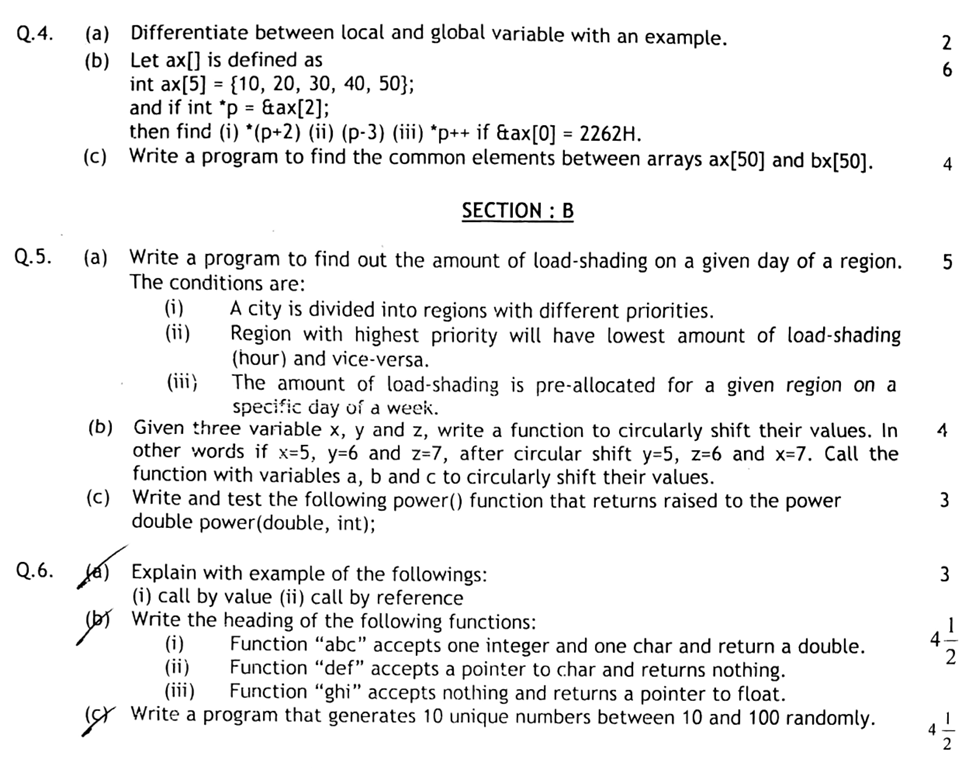 Q.4. (a) Differentiate between local and global variable with an example. 2
(b) Let ax[] is defined as 6
int ax[5] = {10, 20, 30, 40, 50};
and if int *p = &ax[2];
then find (i) *(p+2) (ii) (p-3) (iii) *p++ if &ax[0] = 2262H.
(c) Write a program to find the common elements between arrays ax[50] and bx[50]. 4
SECTION : B
Q.5. (a) Write a program to find out the amount of load-shading on a given day of a region. 5
The conditions are:
(i) A city is divided into regions with different priorities.
(ii) Region with highest priority will have lowest amount of load-shading
(hour) and vice-versa.
(iii) The amount of load-shading is pre-allocated for a given region on a
specific day of a week.
(b) Given three variable x, y and z, write a function to circularly shift their values. In 4
other words if x=5, y=6 and z=7, after circular shift y=5, z=6 and x=7. Call the
function with variables a, b and c to circularly shift their values.
(c) Write and test the following power() function that returns raised to the power 3
double power(double, int);
Q.6. (a) Explain with example of the followings: 3
(i) call by value (ii) call by reference
(b) Write the heading of the following functions: 4 1/2
(i) Function “abc” accepts one integer and one char and return a double.
(ii) Function “def” accepts a pointer to char and returns nothing.
(iii) Function “ghi” accepts nothing and returns a pointer to float.
(c) Write a program that generates 10 unique numbers between 10 and 100 randomly. 4 1/2